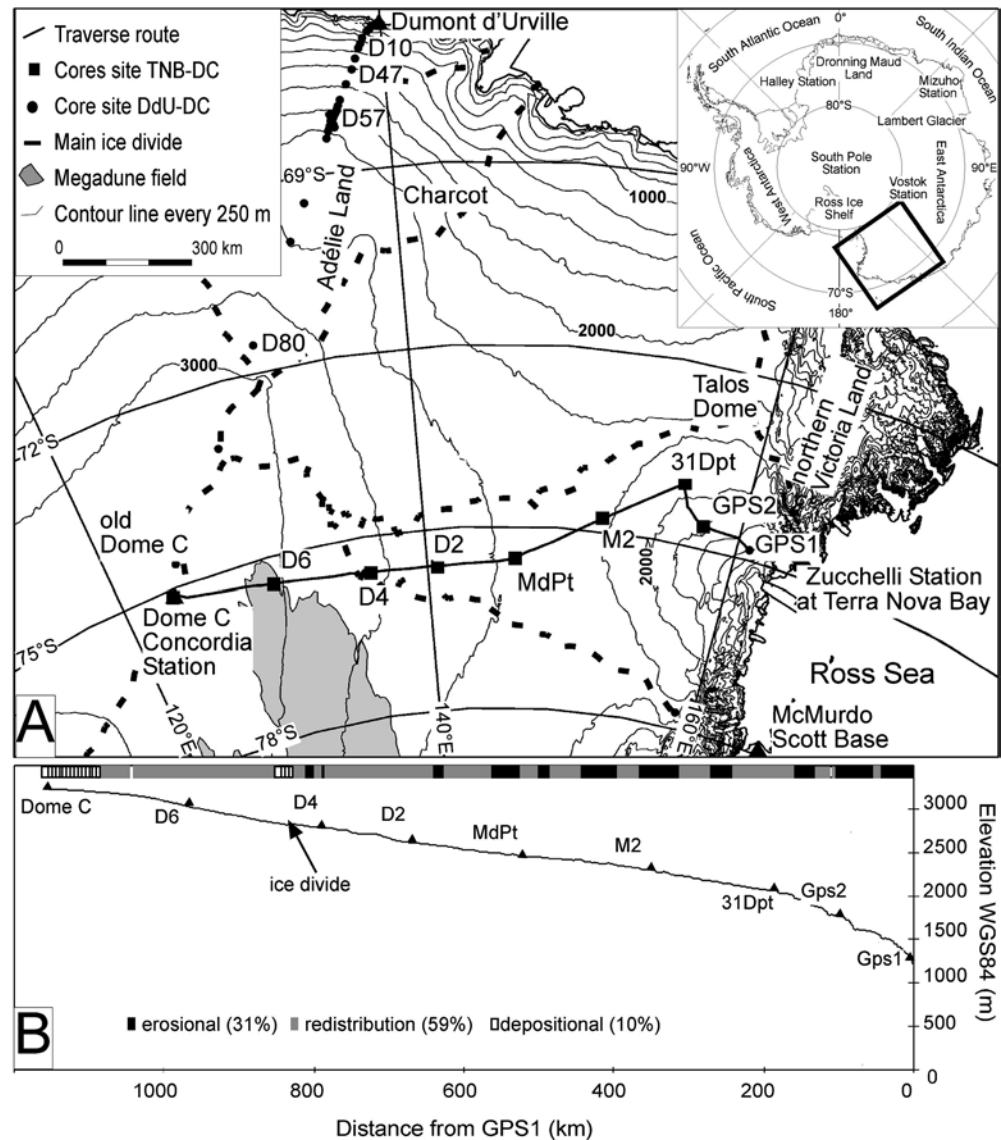 Traverse route
Cores site TNB-DC
Core site DdU-DC
Main ice divide
Megadune field
Contour line every 250 m
0 300 km
Dumont d'Urville
D10
D47
D57
69°S
Adélie Land
Charcot
1000
2000
D80
3000
72°S
Talos
Dome
northern
Victoria Land
31Dpt
GPS2
GPS1
M2
2000
old
Dome C
D6
D4
D2
MdPt
Zucchelli Station
at Terra Nova Bay
Dome C
Concordia
Station
75°S
120°E
78°S
140°E
160°E
Ross Sea
McMurdo
Scott Base
A
0°
South Atlantic Ocean
South Indian Ocean
Dronning Maud
Land
Halley Station
Mizuho
Station
80°S
Lambert Glacier
90°W
South Pole
Station
90°E
West Antarctica
East Antarctica
Vostok
Station
Ross Ice
Shelf
South Pacific Ocean
70°S
180°
Dome C
D6
D4
D2
MdPt
M2
31Dpt
Gps2
Gps1
ice divide
3000
2500
2000
1500
1000
500
0
Elevation WGS84 (m)
B
erosional (31%) redistribution (59%) depositional (10%)
1000 800 600 400 200 0
Distance from GPS1 (km)